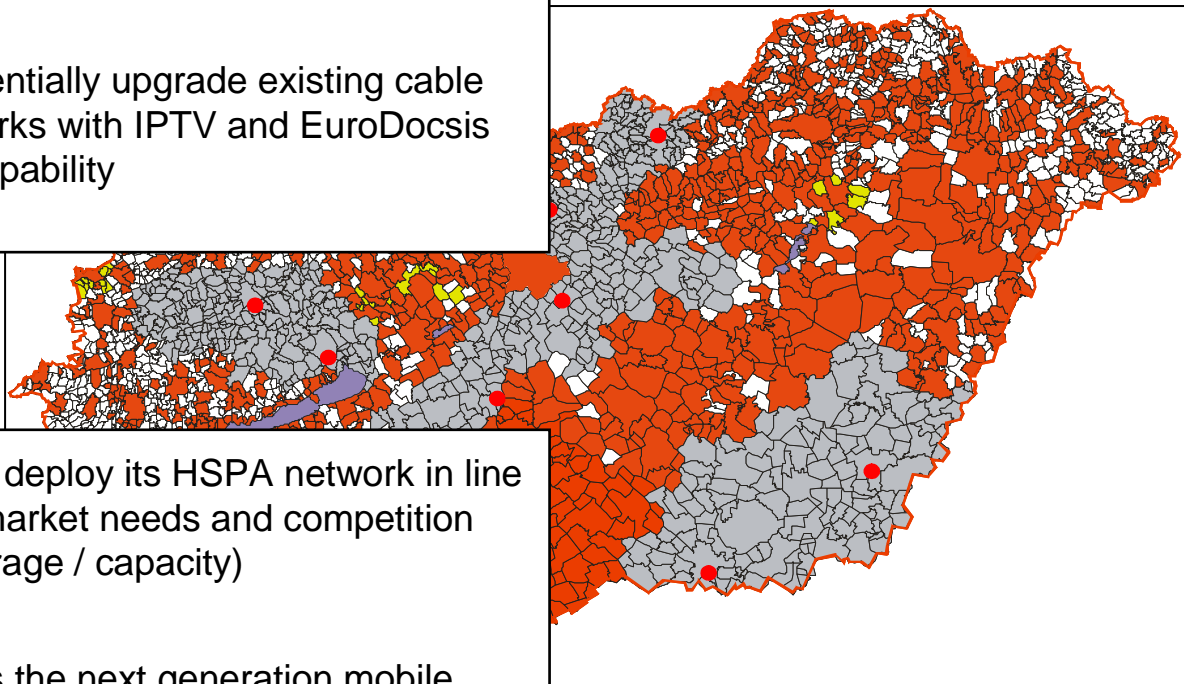 entially upgrade existing cable
rks with IPTV and EuroDocsis
pability
deploy its HSPA network in line
market needs and competition
rage / capacity)
s the next generation mobile